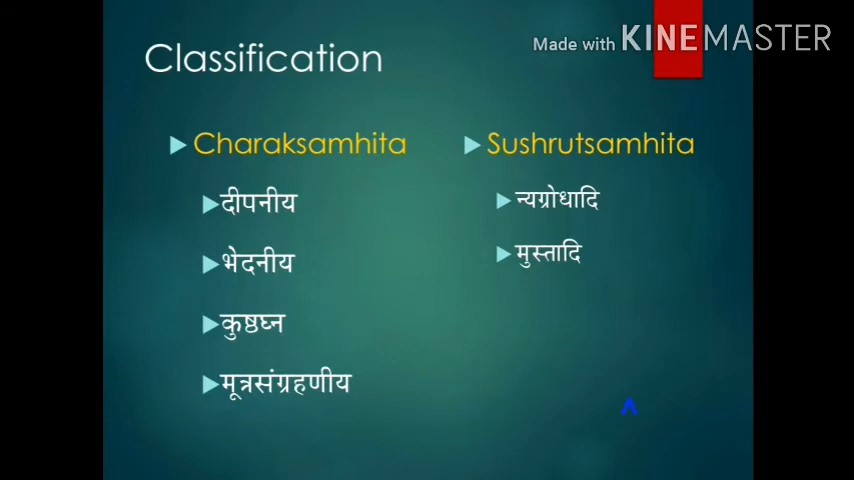 Made with KINEMASTER
Classification
Charaksamhita
दीपनीय
भेदनीय
कुष्ठघ्न
मूत्रसंग्रहणीय
Sushrutsamhita
न्यग्रोधादि
मुस्तादि